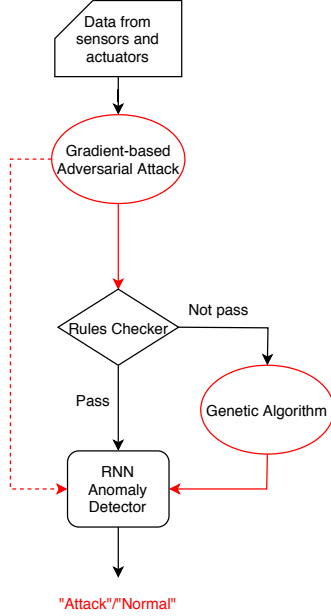 Data from
sensors and
actuators
Gradient-based
Adversarial Attack
Rules Checker
Not pass
Pass
Genetic Algorithm
RNN
Anomaly
Detector
"Attack"/"Normal"